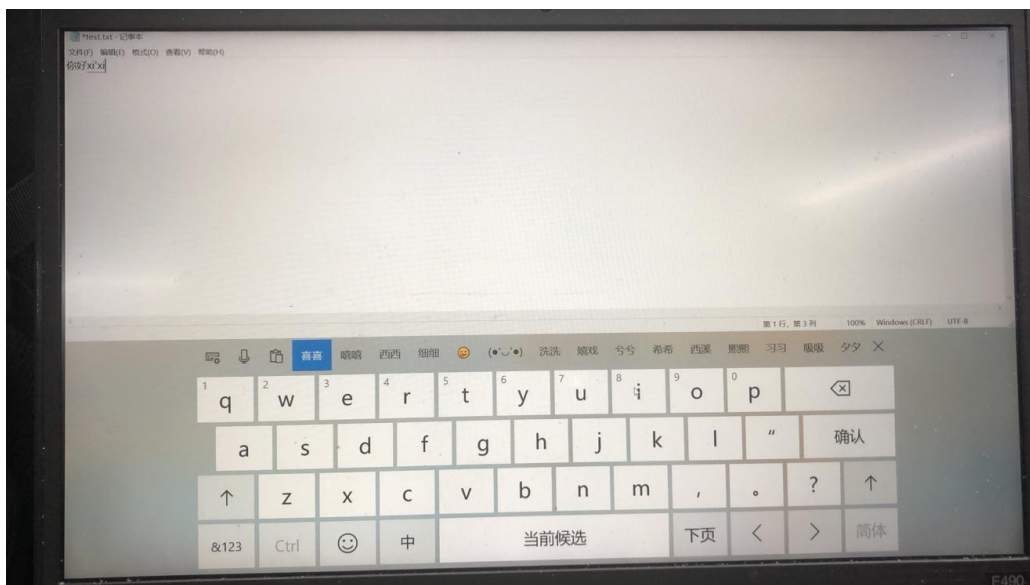 *Test.txt - 记事本
文件(F) 编辑(E) 格式(O) 查看(V) 帮助(H)
你好xi'xi
第 1 行，第 3 列 100% Windows (CRLF) UTF-8
喜喜 嘻嘻 西西 细细 (•'◡'•) 洗洗 嬉戏 兮兮 希希 西溪 熙熙 习习 吸吸 夕夕
1 q 2 w 3 e 4 r 5 t 6 y 7 u 8 i 9 o 0 p
a s d f g h j k l " 确认
z x c v b n m , 。 ?
&123 Ctrl 中 当前候选 下页 < > 简体